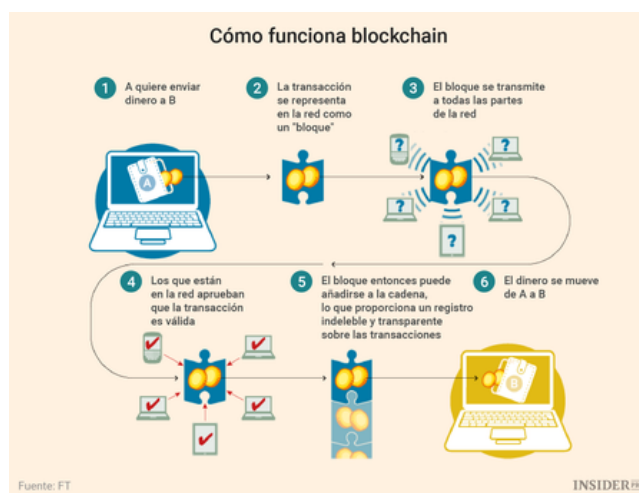 Cómo funciona blockchain
1
A quiere enviar
dinero a B
2
La transacción
se representa
en la red como
un "bloque"
3
El bloque se transmite
a todas las partes
de la red
A
?
?
?
?
?
4
Los que están
en la red aprueban
que la transacción
es válida
5
El bloque entonces puede
añadirse a la cadena,
lo que proporciona un registro
indeleble y transparente
sobre las transacciones
6
El dinero se mueve
de A a B
B
Fuente: FT
INSIDER